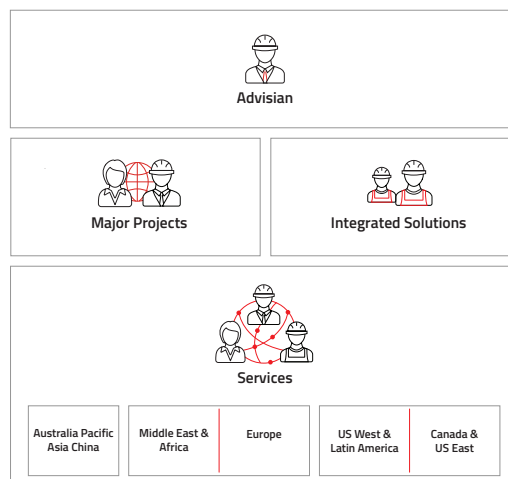 Advisian
Major Projects
Integrated Solutions
Services
Australia Pacific
Asia China
Middle East &
Africa
Europe
US West &
Latin America
Canada &
US East